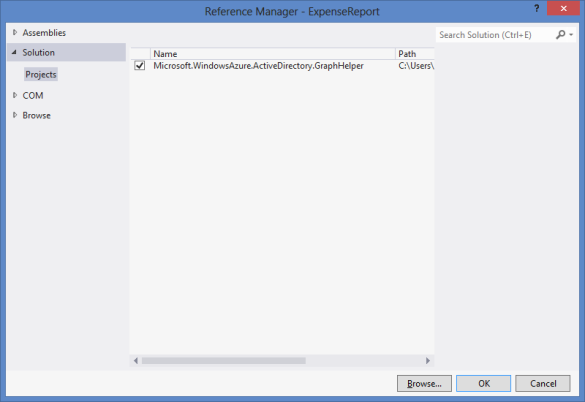 Reference Manager - ExpenseReport
?
Assemblies
Solution
Projects
COM
Browse
Name Path
Microsoft.WindowsAzure.ActiveDirectory.GraphHelper C:\Users\
Search Solution (Ctrl+E)
Browse... OK Cancel